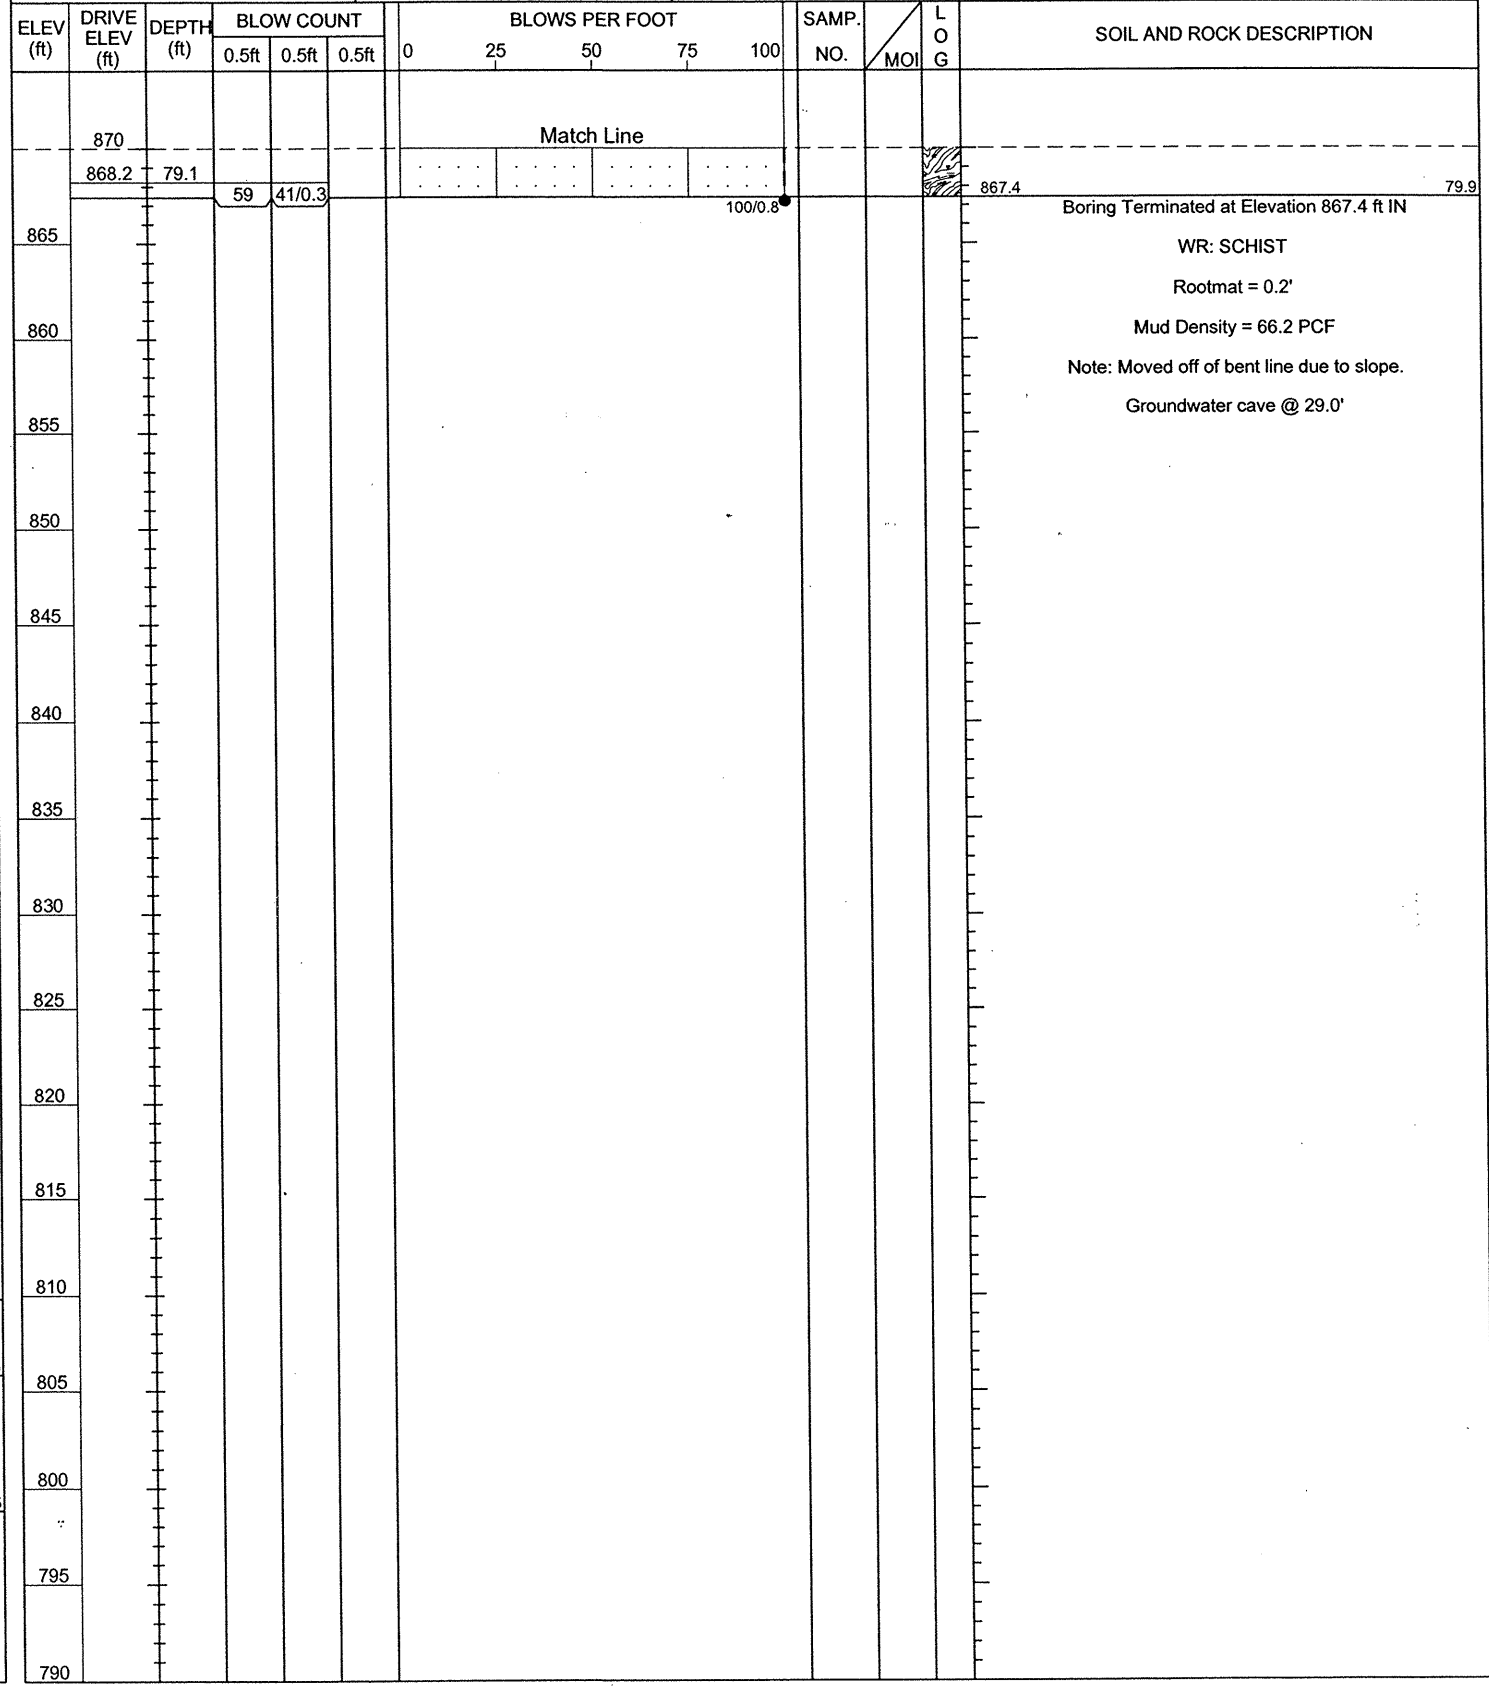 ELEV (ft) DRIVE ELEV (ft) DEPTH (ft) BLOW COUNT BLOWS PER FOOT SAMP. NO. MOI LOG SOIL AND ROCK DESCRIPTION
0.5ft 0.5ft 0.5ft 0 25 50 75 100
870 Match Line
868.2 79.1
59 41/0.3 867.4 79.9
100/0.8 Boring Terminated at Elevation 867.4 ft IN
865
WR: SCHIST
Rootmat = 0.2'
860 Mud Density = 66.2 PCF
Note: Moved off of bent line due to slope.
Groundwater cave @ 29.0'
855
850
845
840
835
830
825
820
815
810
805
800
795
790